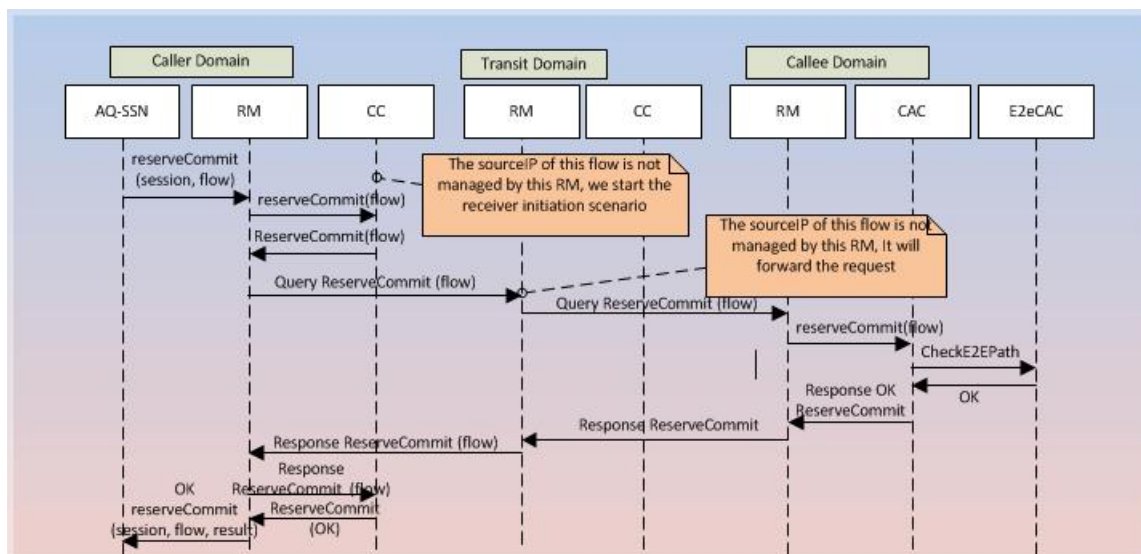 Caller Domain
Transit Domain
Callee Domain
AQ-SSN
RM
CC
RM
CC
RM
CAC
E2eCAC
The sourceIP of this flow is not
managed by this RM, we start the
receiver initiation scenario
reserveCommit
(session, flow)
reserveCommit(flow)
The sourceIP of this flow is not
managed by this RM, It will
forward the request
ReserveCommit(flow)
Query ReserveCommit (flow)
Query ReserveCommit (flow)
reserveCommit(flow)
CheckE2EPath
OK
Response OK
ReserveCommit
Response ReserveCommit
Response ReserveCommit (flow)
Response
ReserveCommit (flow)
OK
reserveCommit
(session, flow, result)
ReserveCommit
(OK)